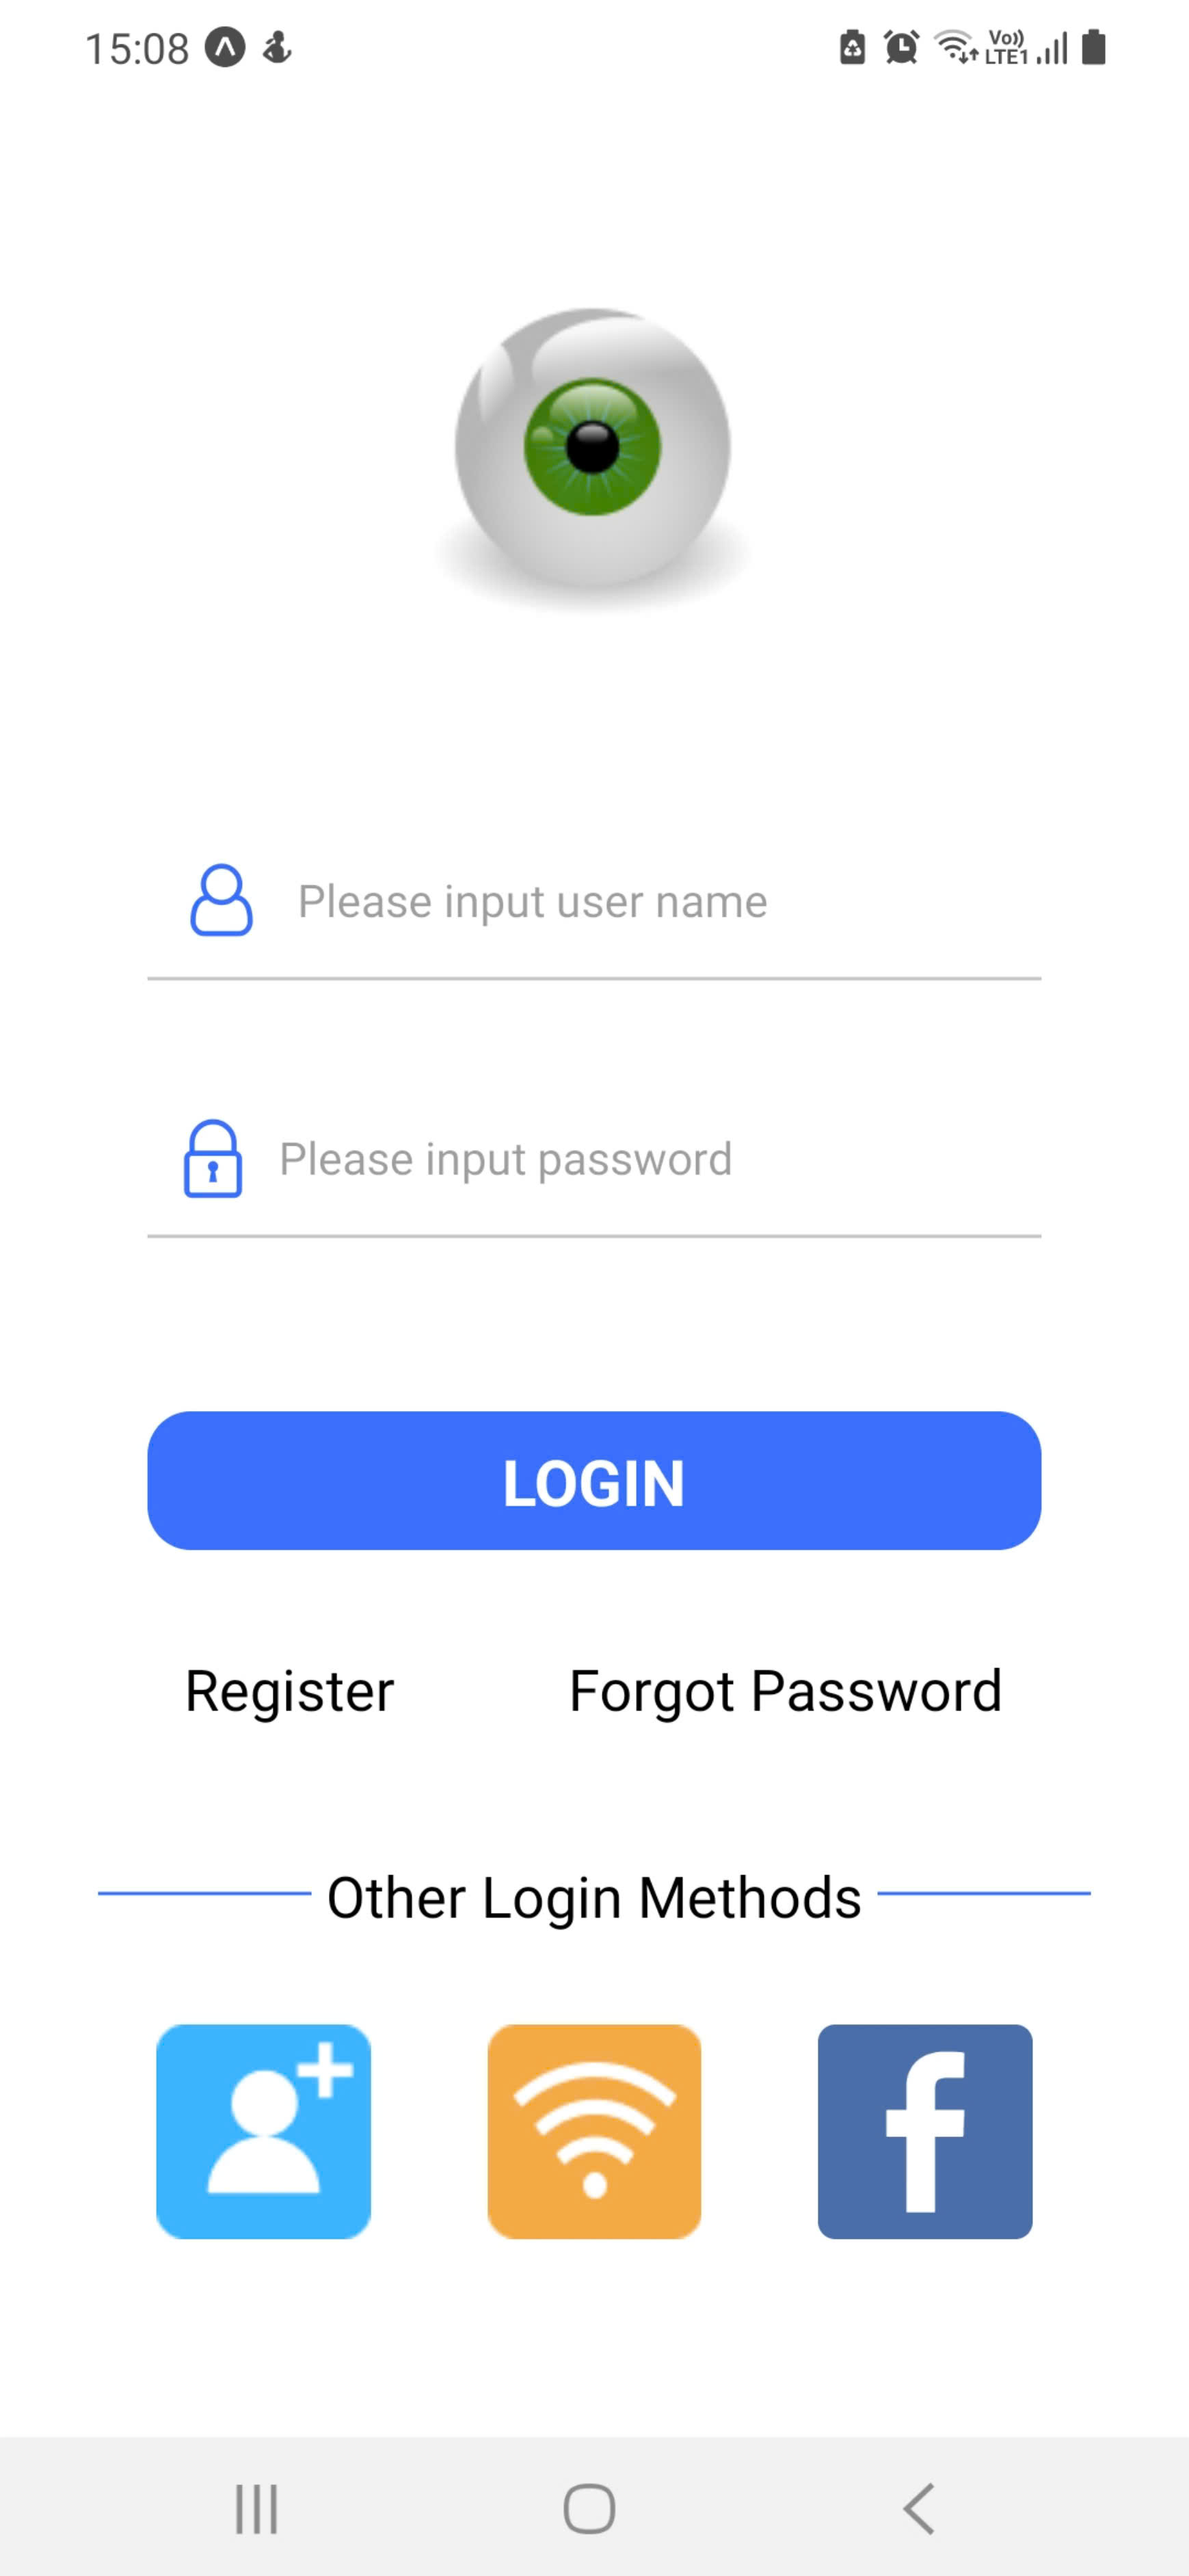 15:08 Vo)) LTE1
Please input user name
Please input password
LOGIN
Register Forgot Password
Other Login Methods
f